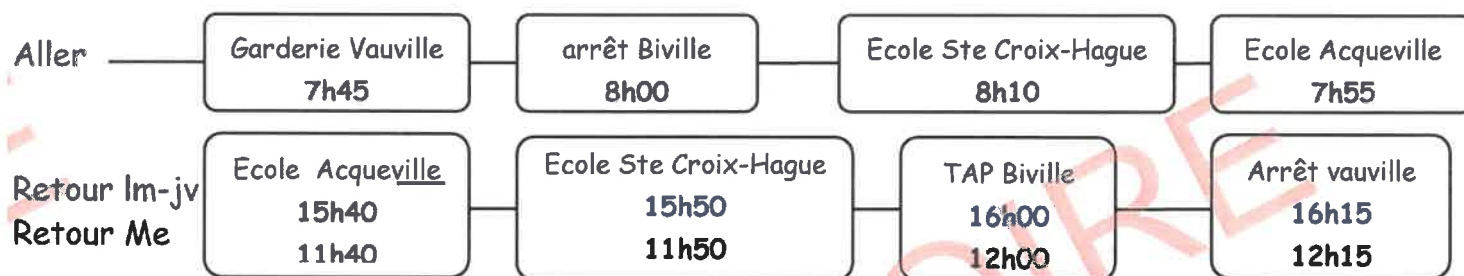 Aller
Garderie Vauville
7h45
arrêt Biville
8h00
Ecole Ste Croix-Hague
8h10
Ecole Acqueville
7h55
Retour lm-jv
Retour Me
Ecole Acqueville
15h40
11h40
Ecole Ste Croix-Hague
15h50
11h50
TAP Biville
16h00
12h00
Arrêt vauville
16h15
12h15
OIRE